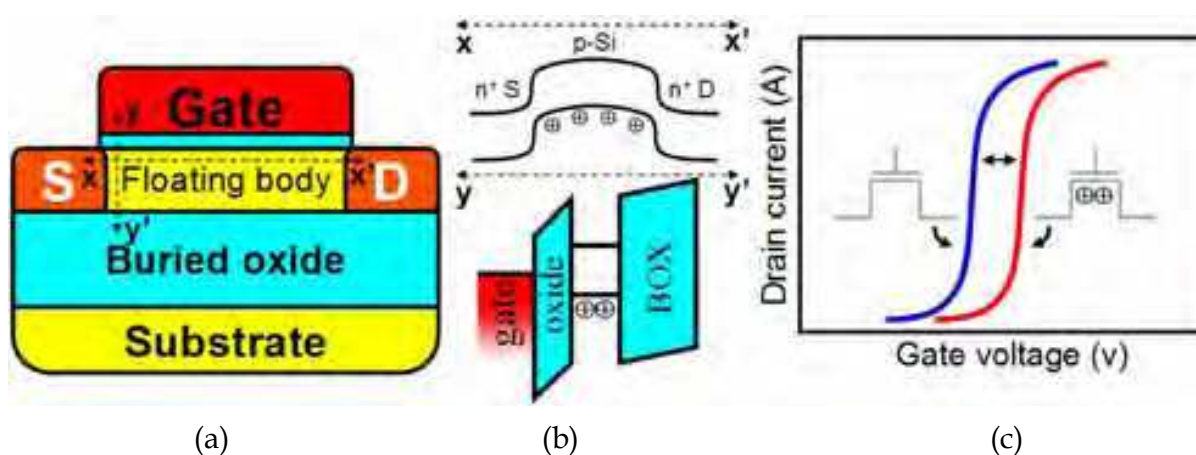 Gate
y
S
x
Floating body
x'
D
y'
Buried oxide
Substrate
(a)
x
x'
p-Si
n⁺ S
n⁺ D
⊕ ⊕ ⊕ ⊕
y
y'
gate
oxide
⊕⊕
BOX
(b)
Drain current (A)
⊕⊕
Gate voltage (v)
(c)